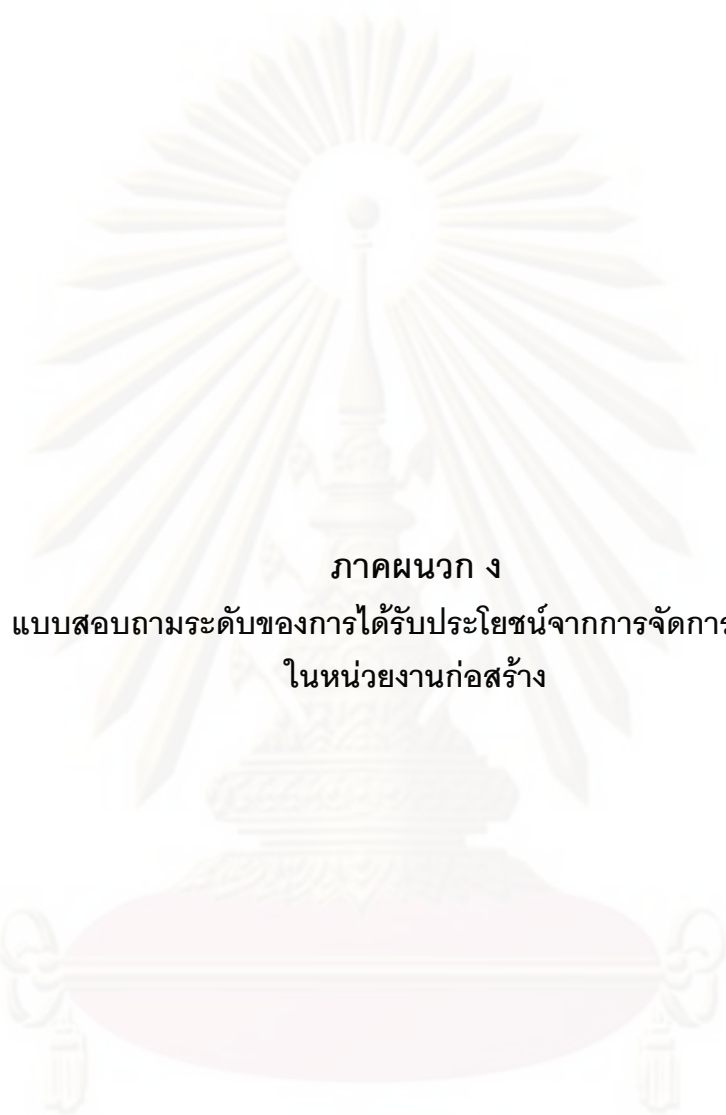 ภาคผนวก ง
แบบสอบถามระดับของการได้รับประโยชน์จากการจัดการ
ในหน่วยงานก่อสร้าง